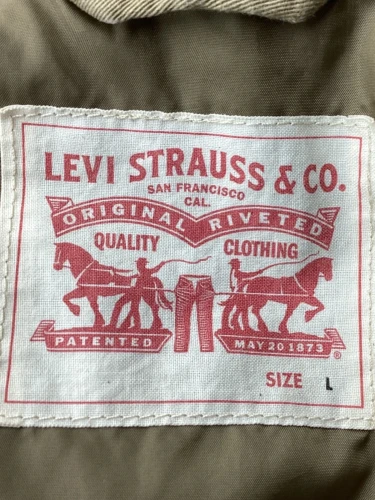 LEVI STRAUSS & CO.
SAN FRANCISCO
CAL.
ORIGINAL RIVETED
QUALITY CLOTHING
PATENTED MAY 20 1873 ®
SIZE L